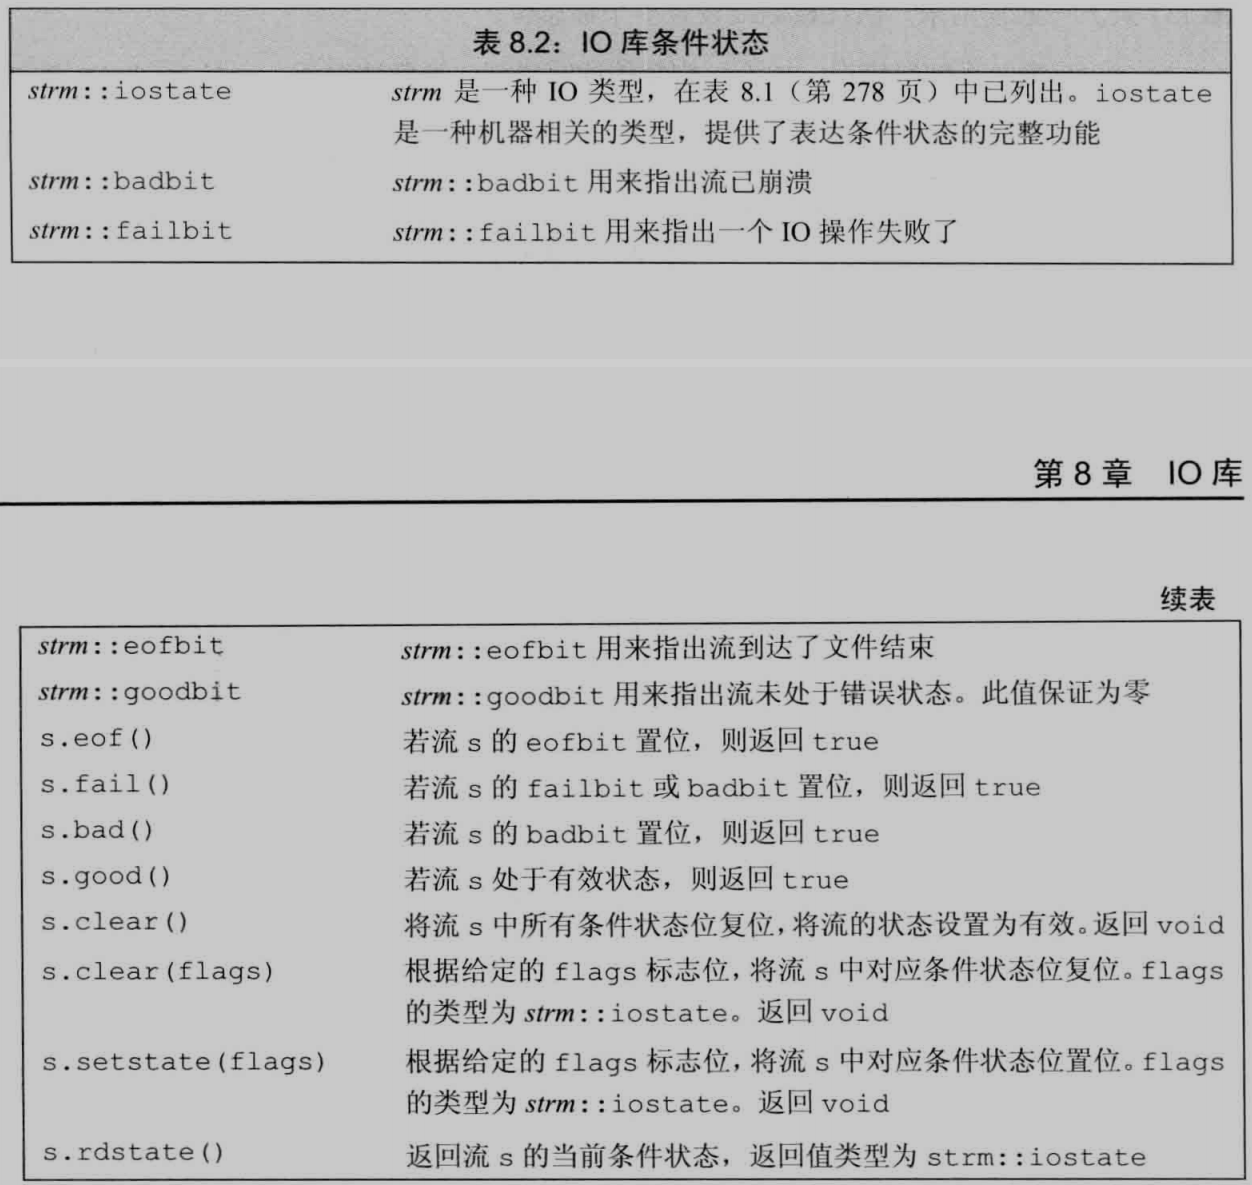 表 8.2：IO 库条件状态
strm::iostate strm 是一种 IO 类型，在表 8.1（第 278 页）中已列出。iostate
是一种机器相关的类型，提供了表达条件状态的完整功能
strm::badbit strm::badbit 用来指出流已崩溃
strm::failbit strm::failbit 用来指出一个 IO 操作失败了
第 8 章 IO 库
续表
strm::eofbit strm::eofbit 用来指出流到达了文件结束
strm::goodbit strm::goodbit 用来指出流未处于错误状态。此值保证为零
s.eof() 若流 s 的 eofbit 置位，则返回 true
s.fail() 若流 s 的 failbit 或 badbit 置位，则返回 true
s.bad() 若流 s 的 badbit 置位，则返回 true
s.good() 若流 s 处于有效状态，则返回 true
s.clear() 将流 s 中所有条件状态位复位，将流的状态设置为有效。返回 void
s.clear(flags) 根据给定的 flags 标志位，将流 s 中对应条件状态位复位。flags
的类型为 strm::iostate。返回 void
s.setstate(flags) 根据给定的 flags 标志位，将流 s 中对应条件状态位置位。flags
的类型为 strm::iostate。返回 void
s.rdstate() 返回流 s 的当前条件状态，返回值类型为 strm::iostate